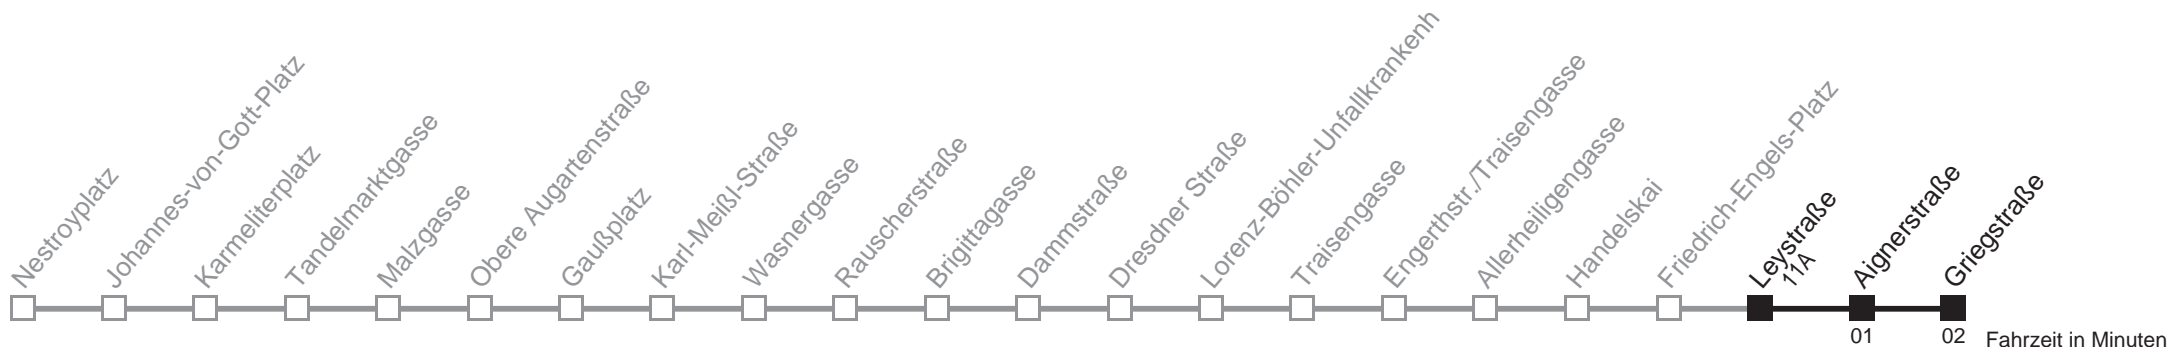 Nestroyplatz
Johannes-von-Gott-Platz
Karmeliterplatz
Tandelmarktgasse
Malzgasse
Obere Augartenstraße
Gaußplatz
Karl-Meißl-Straße
Wasnergasse
Rauscherstraße
Brigittagasse
Dammstraße
Dresdner Straße
Lorenz-Böhler-Unfallkrankenh
Traisengasse
Engerthstr./Traisengasse
Allerheiligengasse
Handelskai
Friedrich-Engels-Platz
Leystraße
11A
Aignerstraße
Griegstraße
01
02
Fahrzeit in Minuten